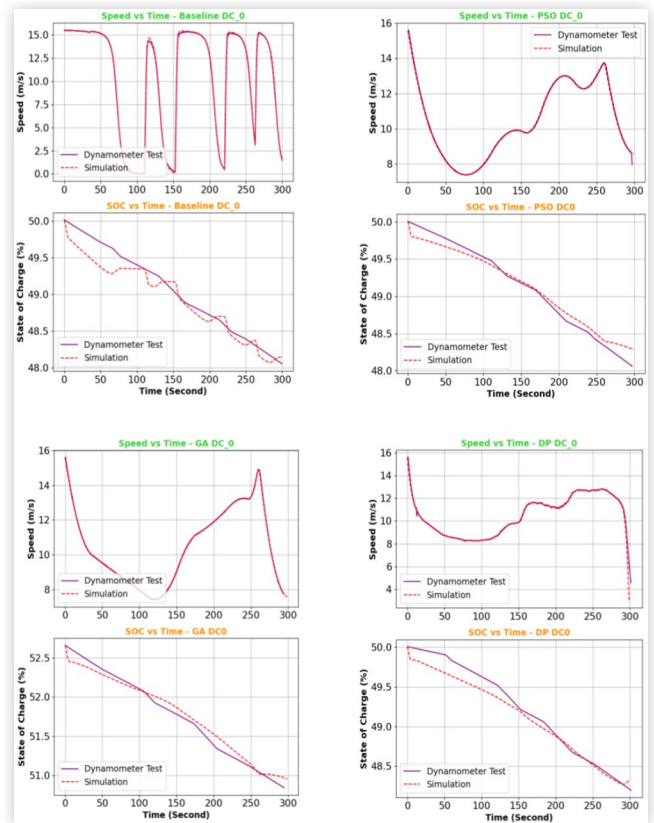 Speed vs Time - Baseline DC_0
Speed (m/s)
15.0
12.5
10.0
7.5
5.0
2.5
0.0
Dynamometer Test
Simulation
0 50 100 150 200 250 300
SOC vs Time - Baseline DC_0
State of Charge (%)
50.0
49.5
49.0
48.5
48.0
Dynamometer Test
Simulation
0 50 100 150 200 250 300
Time (Second)
Speed vs Time - PSO DC_0
Speed (m/s)
16
14
12
10
8
Dynamometer Test
Simulation
0 50 100 150 200 250 300
SOC vs Time - PSO DC0
State of Charge (%)
50.0
49.5
49.0
48.5
48.0
Dynamometer Test
Simulation
0 50 100 150 200 250 300
Time (Second)
Speed vs Time - GA DC_0
Speed (m/s)
16
14
12
10
8
Dynamometer Test
Simulation
0 50 100 150 200 250 300
SOC vs Time - GA DC0
State of Charge (%)
52.5
52.0
51.5
51.0
Dynamometer Test
Simulation
0 50 100 150 200 250 300
Time (Second)
Speed vs Time - DP DC_0
Speed (m/s)
16
14
12
10
8
6
4
Dynamometer Test
Simulation
0 50 100 150 200 250 300
SOC vs Time - DP DC0
State of Charge (%)
50.0
49.5
49.0
48.5
Dynamometer Test
Simulation
0 50 100 150 200 250 300
Time (Second)